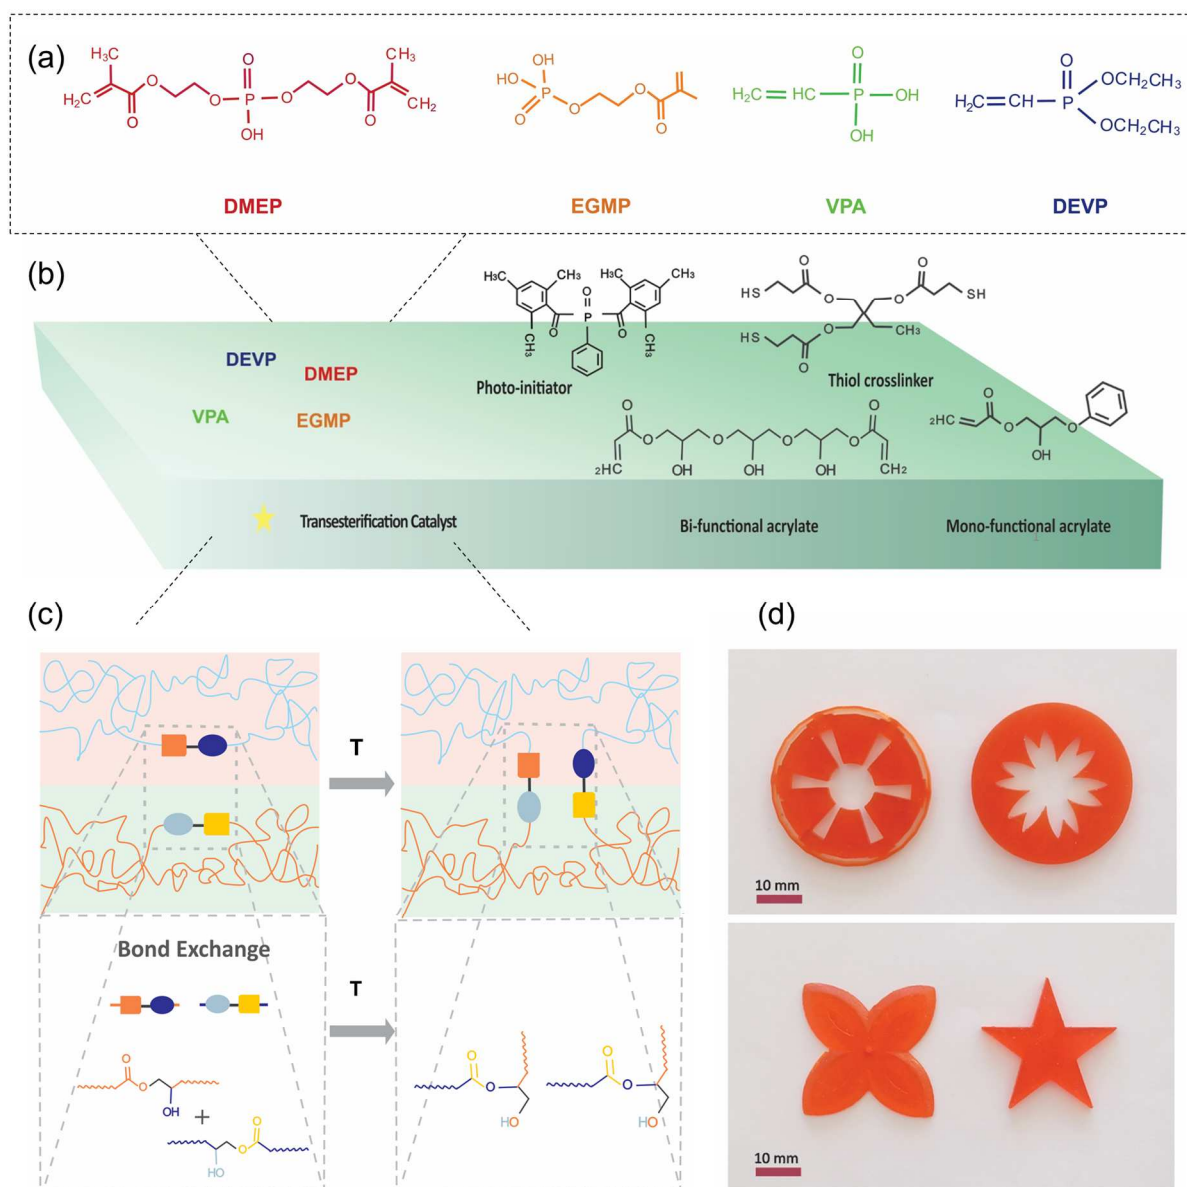 (a)
H₃C
O
CH₃
H₂C
O
O
O
P
O
O
CH₂
O
OH
O
DMEP
OH
HO
P
O
O
O
O
EGMP
O
H₂C
HC
P
OH
OH
VPA
O
OC₂H₂CH₃
H₂C
CH
P
OCH₂CH₃
DEVP
(b)
DEVP
DMEP
VPA
EGMP
H₃C
CH₃
O
H₃C
CH₃
O
P
O
CH₃
CH₃
Photo-initiator
O
O
HS
O
O
SH
HS
O
CH₃
O
Thiol crosslinker
O
O
O
O
O
O
₂HC
OH
OH
OH
CH₂
Bi-functional acrylate
O
₂HC
O
O
OH
Mono-functional acrylate
Transesterification Catalyst
(c)
T
Bond Exchange
T
O
O
OH
+
O
O
HO
O
O
HO
O
O
HO
(d)
10 mm
10 mm